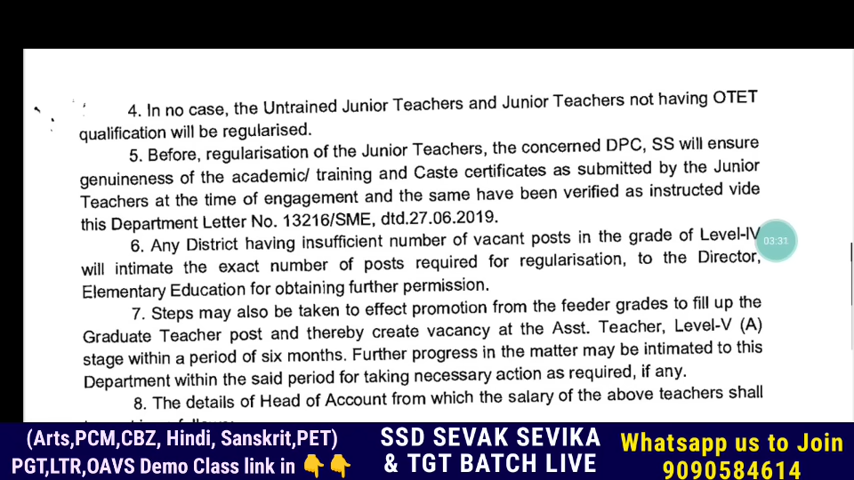 4. In no case, the Untrained Junior Teachers and Junior Teachers not having OTET
qualification will be regularised.
5. Before, regularisation of the Junior Teachers, the concerned DPC, SS will ensure
genuineness of the academic/ training and Caste certificates as submitted by the Junior
Teachers at the time of engagement and the same have been verified as instructed vide
this Department Letter No. 13216/SME, dtd.27.06.2019.
6. Any District having insufficient number of vacant posts in the grade of Level-IV
will intimate the exact number of posts required for regularisation, to the Director,
Elementary Education for obtaining further permission.
03:31
7. Steps may also be taken to effect promotion from the feeder grades to fill up the
Graduate Teacher post and thereby create vacancy at the Asst. Teacher, Level-V (A)
stage within a period of six months. Further progress in the matter may be intimated to this
Department within the said period for taking necessary action as required, if any.
8. The details of Head of Account from which the salary of the above teachers shall
(Arts,PCM,CBZ, Hindi, Sanskrit,PET)
PGT,LTR,OAVS Demo Class link in 👇👇
SSD SEVAK SEVIKA
& TGT BATCH LIVE
Whatsapp us to Join
9090584614